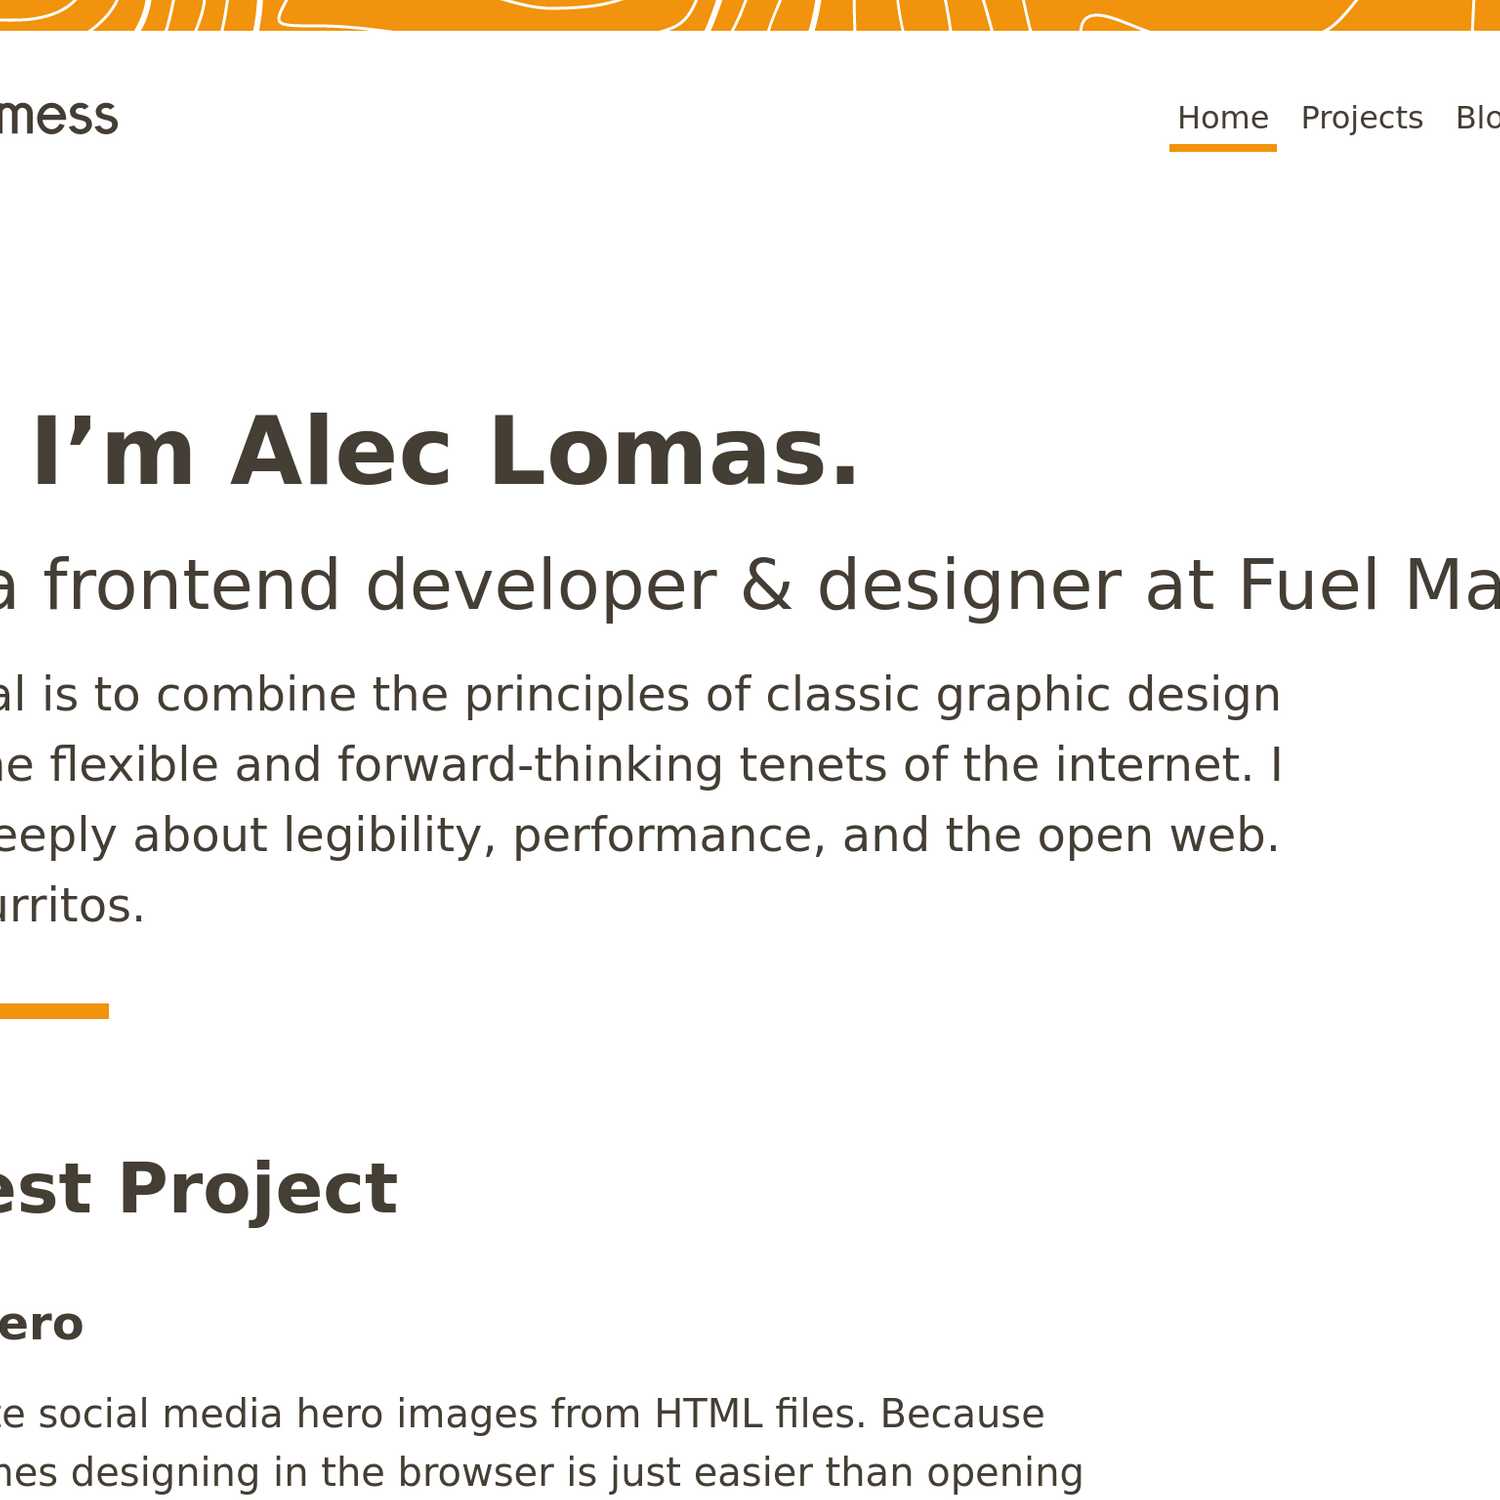 mess
Home Projects Blo
I’m Alec Lomas.
a frontend developer & designer at Fuel Ma
al is to combine the principles of classic graphic design
he flexible and forward-thinking tenets of the internet. I
eeply about legibility, performance, and the open web.
urritos.
est Project
ero
te social media hero images from HTML files. Because
mes designing in the browser is just easier than opening